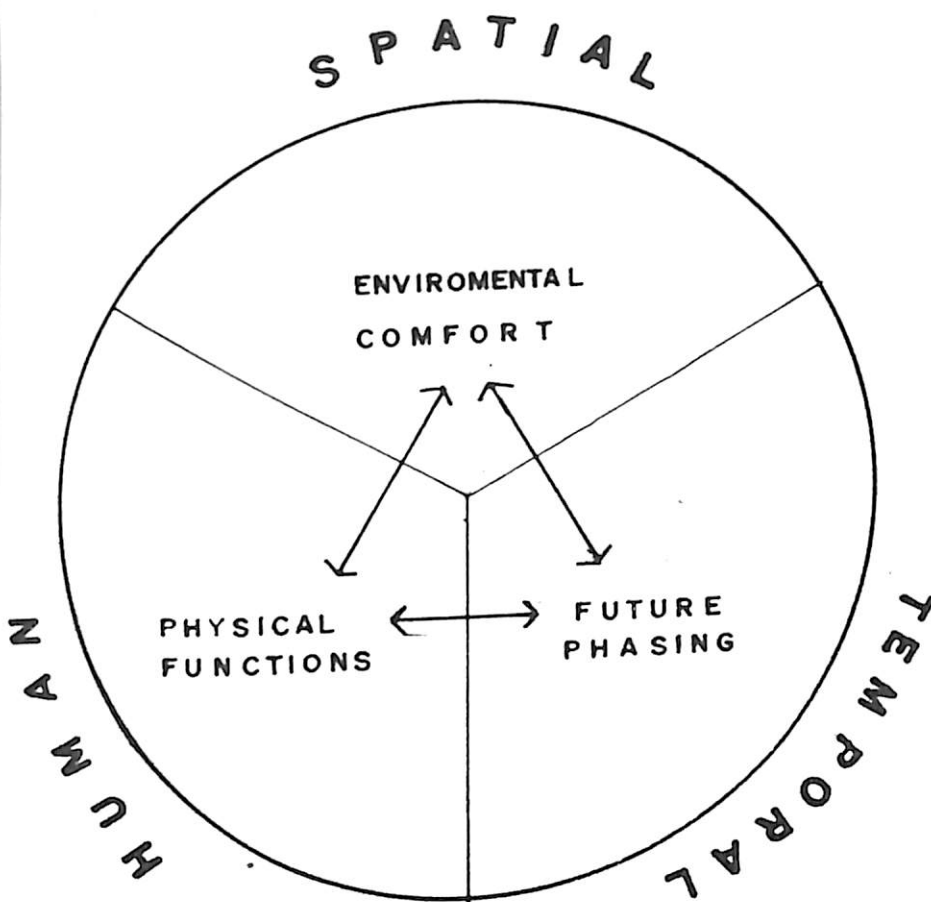 SPATIAL
ENVIROMENTAL
COMFORT
PHYSICAL
FUNCTIONS
FUTURE
PHASING
HUMAN
TEMPORAL